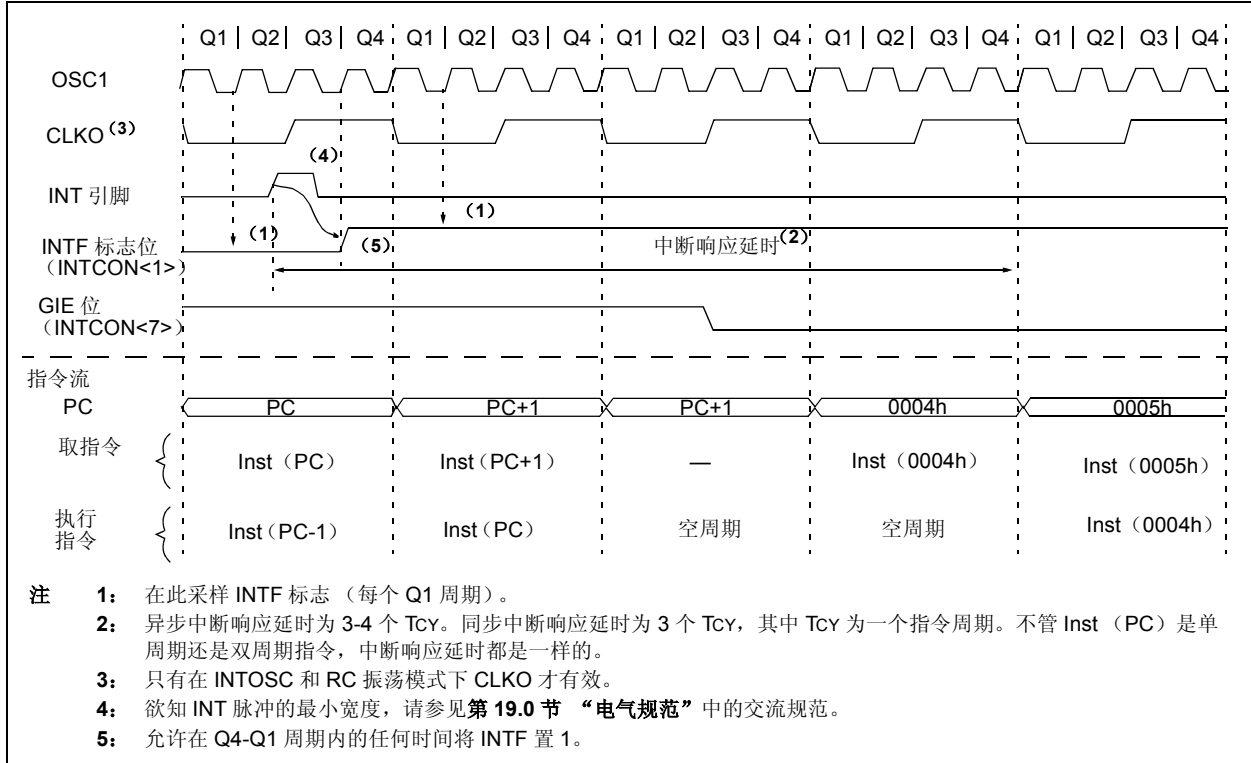 Q1 | Q2 | Q3 | Q4 Q1 | Q2 | Q3 | Q4 Q1 | Q2 | Q3 | Q4 Q1 | Q2 | Q3 | Q4 Q1 | Q2 | Q3 | Q4
OSC1
CLKO (3)
(4)
INT 引脚
(1)
(1)
INTF 标志位
(INTCON<1>)
(5)
中断响应延时(2)
GIE 位
(INTCON<7>)
指令流
PC
PC PC+1 PC+1 0004h 0005h
取指令
Inst(PC) Inst(PC+1) — Inst(0004h) Inst(0005h)
执行
指令
Inst(PC-1) Inst(PC) 空周期 空周期 Inst(0004h)
注 1: 在此采样 INTF 标志 (每个 Q1 周期)。
2: 异步中断响应延时为 3-4 个 TCY。同步中断响应延时为 3 个 TCY,其中 TCY 为一个指令周期。不管 Inst (PC)是单
周期还是双周期指令,中断响应延时都是一样的。
3: 只有在 INTOSC 和 RC 振荡模式下 CLKO 才有效。
4: 欲知 INT 脉冲的最小宽度,请参见第 19.0 节 “电气规范”中的交流规范。
5: 允许在 Q4-Q1 周期内的任何时间将 INTF 置 1。